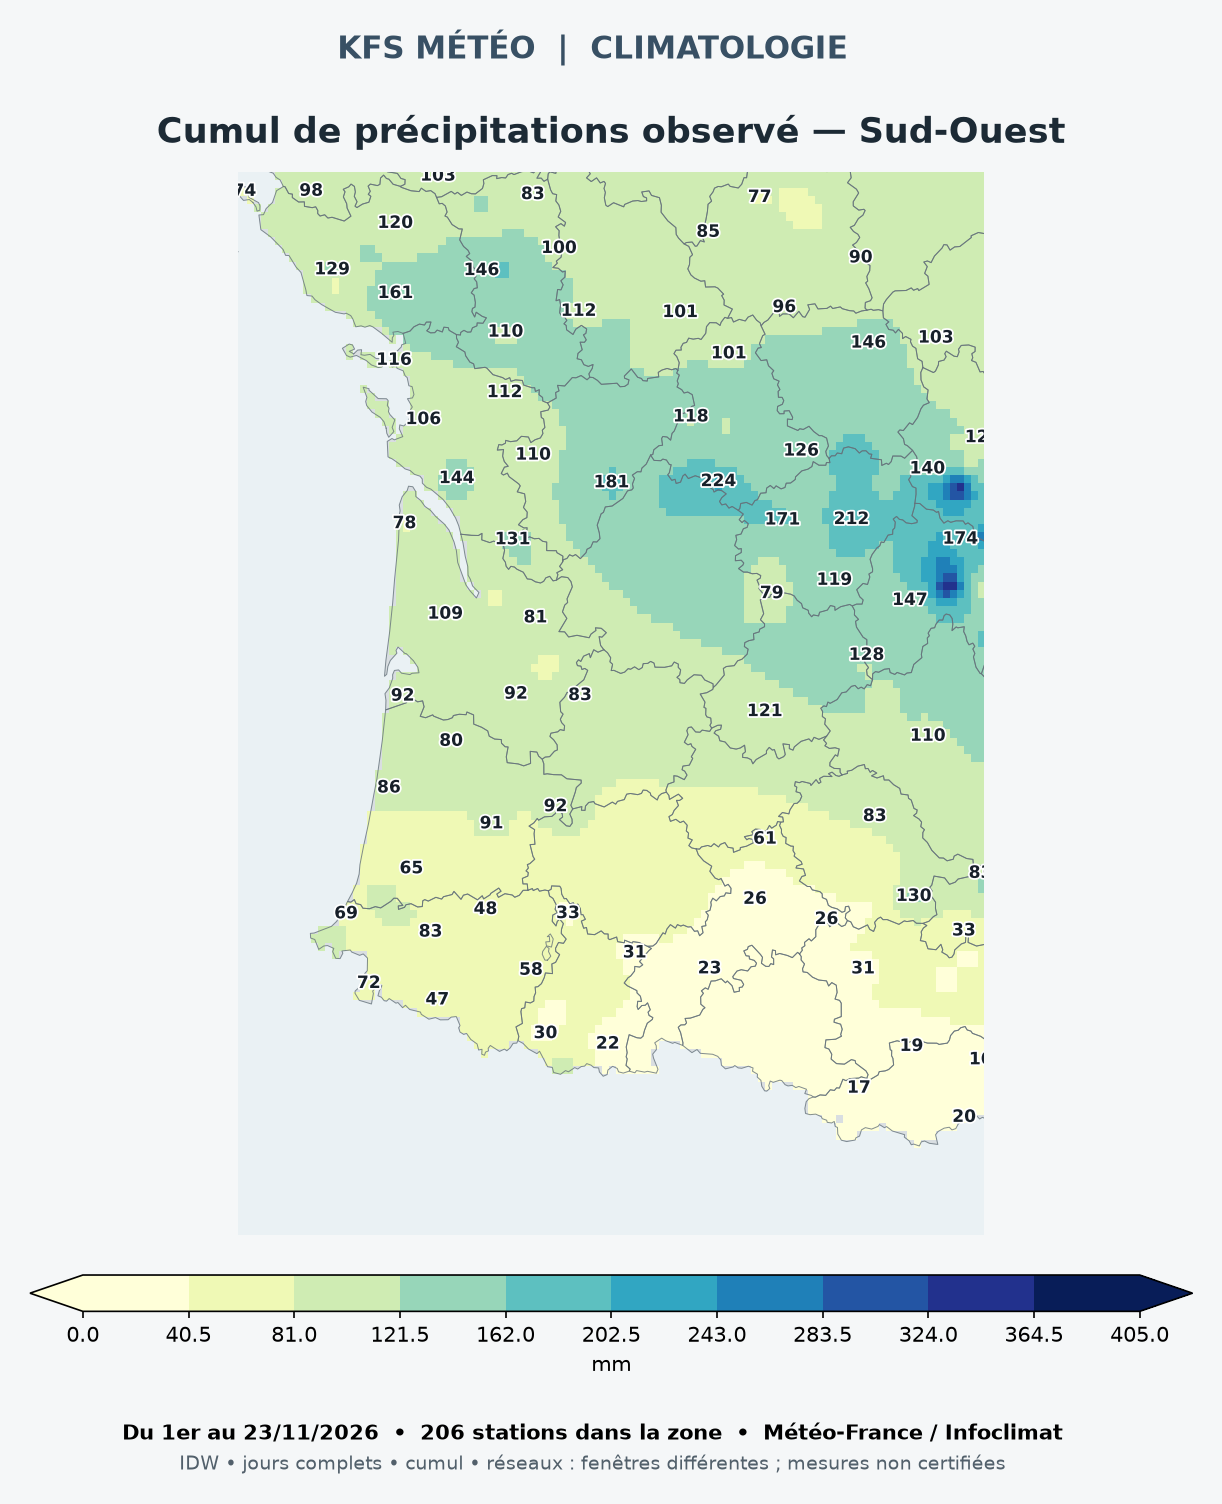 KFS MÉTÉO | CLIMATOLOGIE
Cumul de précipitations observé — Sud-Ouest
103
74 98 83 77
120
85
100 90
129 146
161
112 101 96
110 146 103
116 101
112
106 118
126
110 140
144 181 224
78 171 212
131 174
119
79 147
109 81
128
92 92 83
121
80 110
86
92
91 83
61
65
26 130
69 48 33 26
83 33
31
58 23 31
72
47
30 22 19
17
20
0.0 40.5 81.0 121.5 162.0 202.5 243.0 283.5 324.0 364.5 405.0
mm
Du 1er au 23/11/2026 • 206 stations dans la zone • Météo-France / Infoclimat
IDW • jours complets • cumul • réseaux : fenêtres différentes ; mesures non certifiées